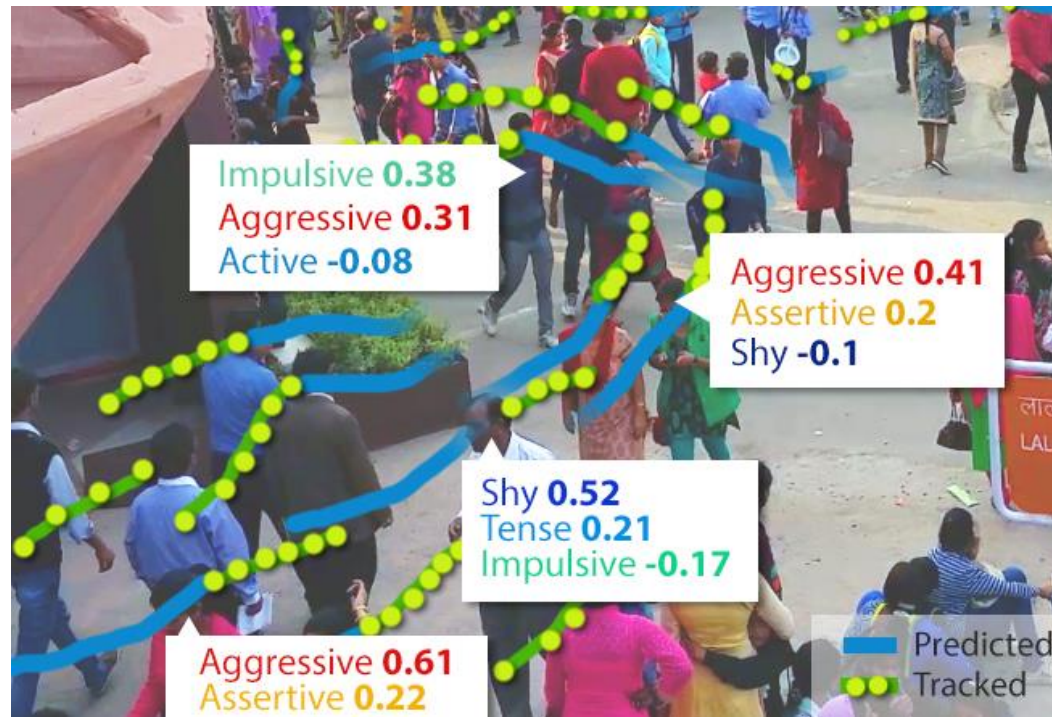 Impulsive 0.38
Aggressive 0.31
Active -0.08
Aggressive 0.41
Assertive 0.2
Shy -0.1
LAL
Shy 0.52
Tense 0.21
Impulsive -0.17
Aggressive 0.61
Assertive 0.22
Predicted
Tracked